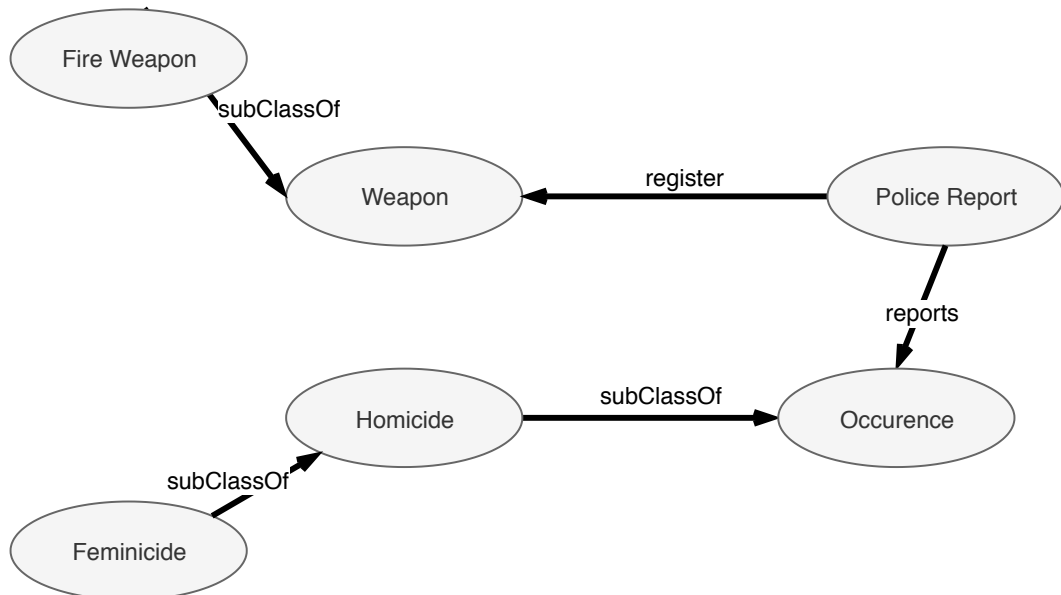 Fire Weapon
subClassOf
Weapon
register
Police Report
reports
Homicide
subClassOf
Occurence
subClassOf
Feminicide